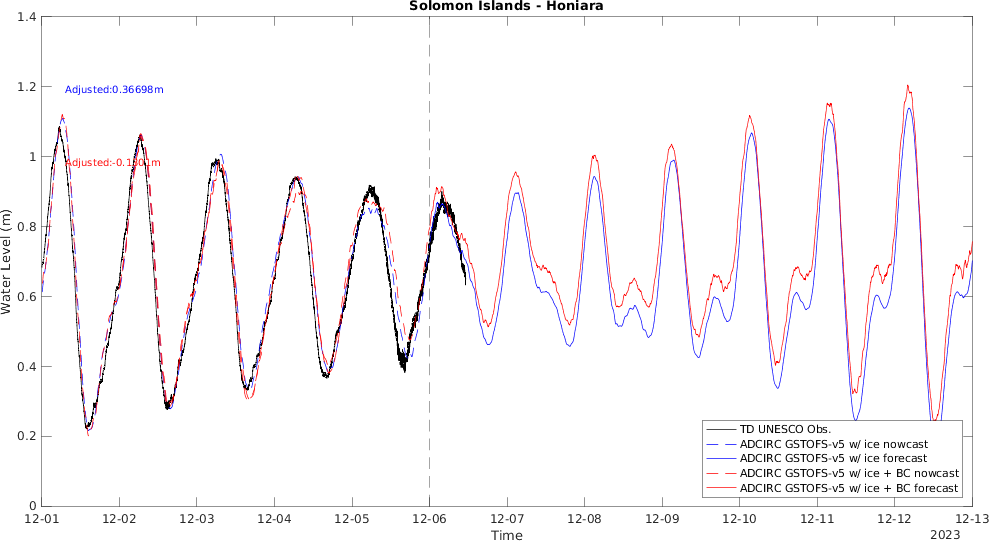 Solomon Islands - Honiara
1.4
1.2
1
0.8
0.6
0.4
0.2
0
Water Level (m)
Adjusted:0.36698m
12-01
12-02
12-03
12-04
12-05
12-06
12-07
12-08
12-09
12-10
12-11
12-12
12-13
Time
2023
TD UNESCO Obs.
ADCIRC GSTOFS-v5 w/ ice nowcast
ADCIRC GSTOFS-v5 w/ ice forecast
ADCIRC GSTOFS-v5 w/ ice + BC nowcast
ADCIRC GSTOFS-v5 w/ ice + BC forecast